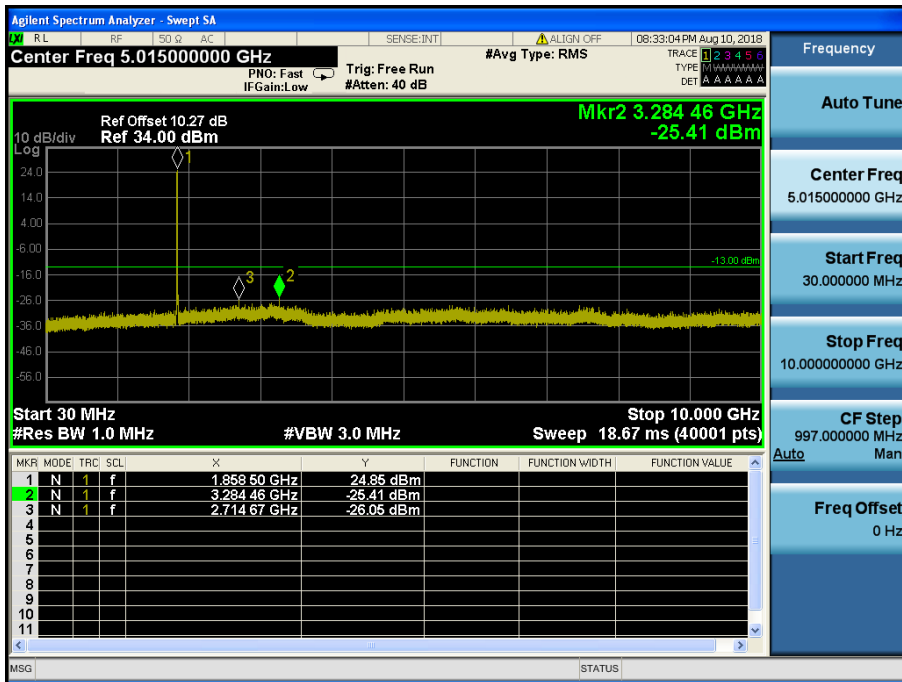 Agilent Spectrum Analyzer - Swept SA
LXI RL RF 50 Ω AC SENSE:INT ALIGN OFF 08:33:04 PM Aug 10, 2018
Center Freq 5.015000000 GHz #Avg Type: RMS TRACE 1 2 3 4 5 6
PNO: Fast Trig: Free Run TYPE M WWWWW
IFGain:Low #Atten: 40 dB DET A A A A A A
Frequency
Auto Tune
Center Freq
5.015000000 GHz
Start Freq
30.000000 MHz
Stop Freq
10.000000000 GHz
CF Step
997.000000 MHz
Auto Man
Freq Offset
0 Hz
Mkr2 3.284 46 GHz
-25.41 dBm
Ref Offset 10.27 dB
10 dB/div Ref 34.00 dBm
Log
1
24.0
14.0
4.00
-6.00
-13.00 dBm
-16.0
3 2
-26.0
-36.0
-46.0
-56.0
Start 30 MHz Stop 10.000 GHz
#Res BW 1.0 MHz #VBW 3.0 MHz Sweep 18.67 ms (40001 pts)
MKR MODE TRC SCL X Y FUNCTION FUNCTION WIDTH FUNCTION VALUE
1 N 1 f 1.858 50 GHz 24.85 dBm
2 N 1 f 3.284 46 GHz -25.41 dBm
3 N 1 f 2.714 67 GHz -26.05 dBm
4
5
6
7
8
9
10
11
MSG STATUS